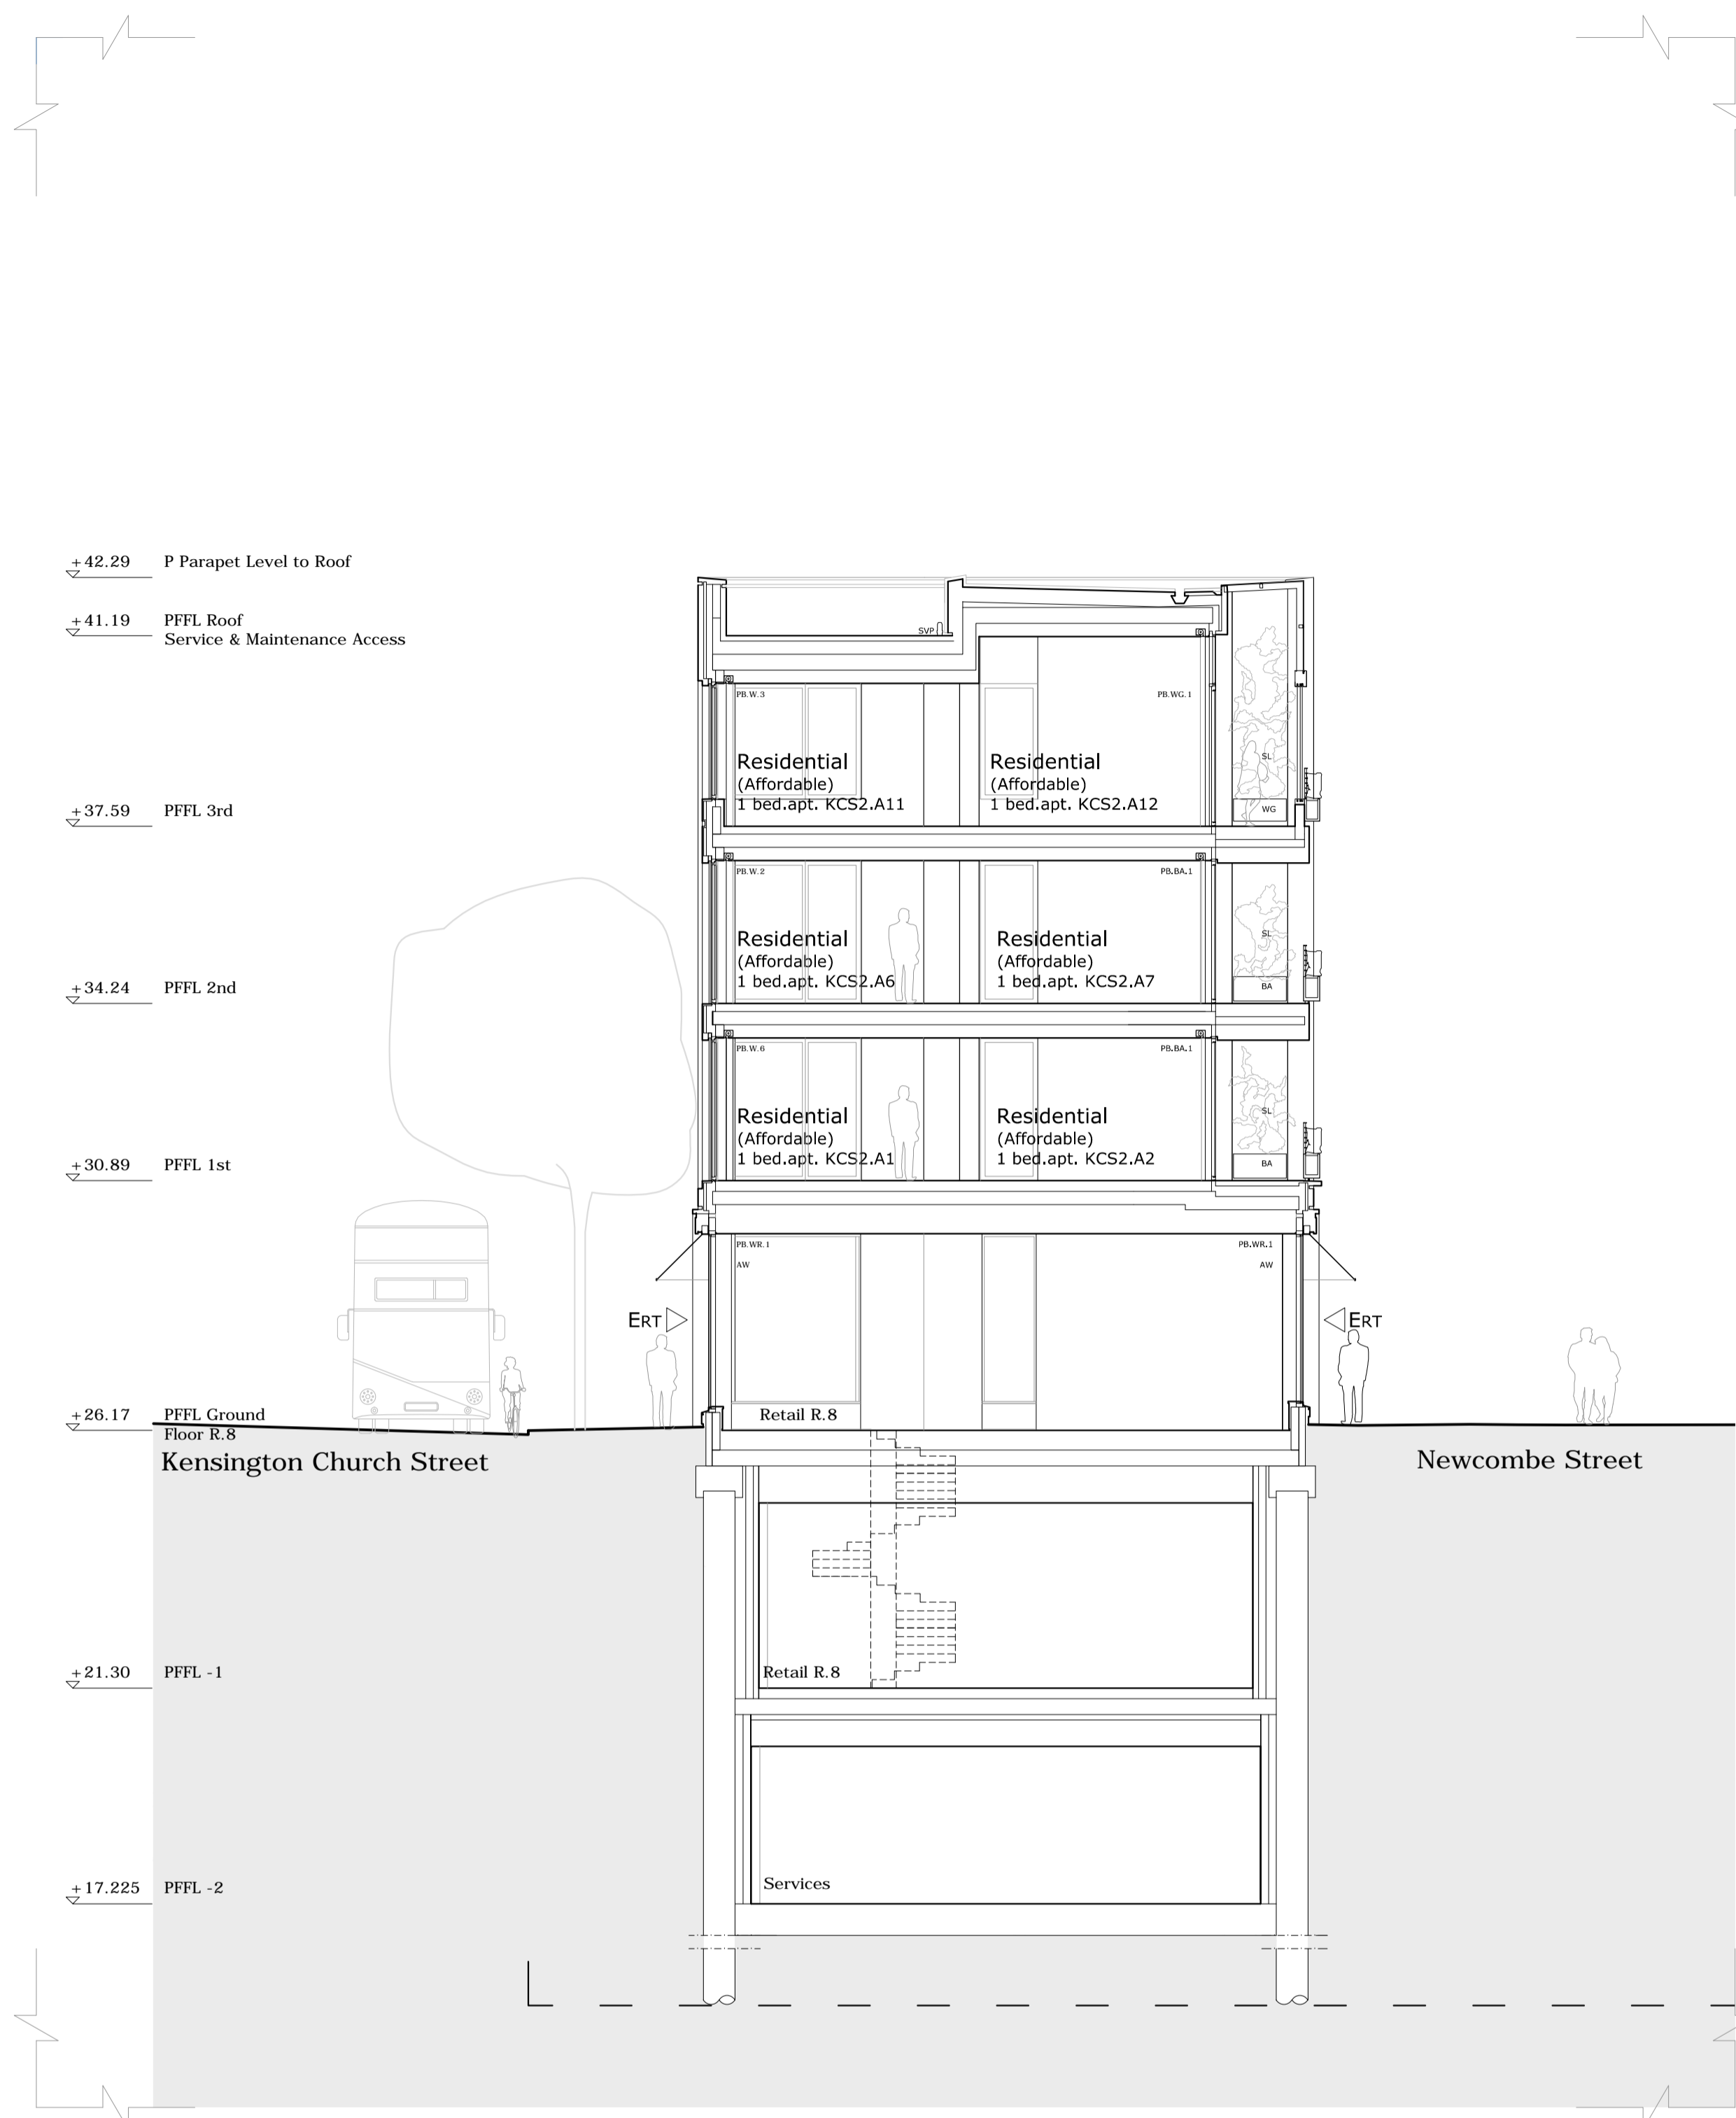 +42.29 P Parapet Level to Roof
+41.19 PFFL Roof
Service & Maintenance Access
SVP
PB.W.3
PB.WG.1
Residential
(Affordable)
1 bed.apt. KCS2.A11
Residential
(Affordable)
1 bed.apt. KCS2.A12
SL
WG
+37.59 PFFL 3rd
PB.W.2
PB.BA.1
Residential
(Affordable)
1 bed.apt. KCS2.A6
Residential
(Affordable)
1 bed.apt. KCS2.A7
SL
BA
+34.24 PFFL 2nd
PB.W.6
PB.BA.1
Residential
(Affordable)
1 bed.apt. KCS2.A1
Residential
(Affordable)
1 bed.apt. KCS2.A2
SL
BA
+30.89 PFFL 1st
PB.WR.1
AW
PB.WR.1
AW
ERT
ERT
+26.17 PFFL Ground
Floor R.8
Retail R.8
Kensington Church Street
Newcombe Street
+21.30 PFFL -1
Retail R.8
+17.225 PFFL -2
Services